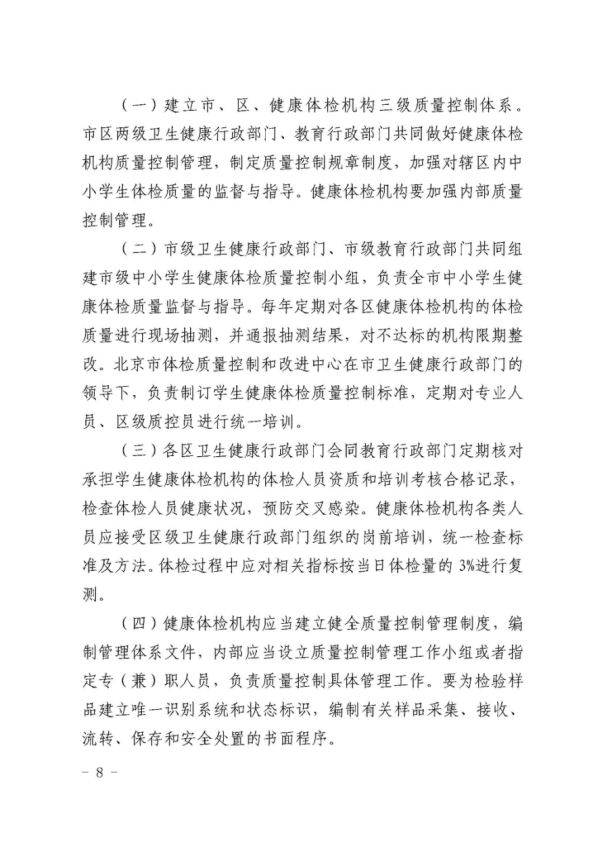 （一）建立市、区、健康体检机构三级质量控制体系。
市区两级卫生健康行政部门、教育行政部门共同做好健康体检
机构质量控制管理，制定质量控制规章制度，加强对辖区内中
小学生体检质量的监督与指导。健康体检机构要加强内部质量
控制管理。
（二）市级卫生健康行政部门、市级教育行政部门共同组
建市级中小学生健康体检质量控制小组，负责全市中小学生健
康体检质量监督与指导。每年定期对各区健康体检机构的体检
质量进行现场抽测，并通报抽测结果，对不达标的机构限期整
改。北京市体检质量控制和改进中心在市卫生健康行政部门的
领导下，负责制订学生健康体检质量控制标准，定期对专业人
员、区级质控员进行统一培训。
（三）各区卫生健康行政部门会同教育行政部门定期核对
承担学生健康体检机构的体检人员资质和培训考核合格记录，
检查体检人员健康状况，预防交叉感染。健康体检机构各类人
员应接受区级卫生健康行政部门组织的岗前培训，统一检查标
准及方法。体检过程中应对相关指标按当日体检量的 3%进行复
测。
（四）健康体检机构应当建立健全质量控制管理制度，编
制管理体系文件，内部应当设立质量控制管理工作小组或者指
定专（兼）职人员，负责质量控制具体管理工作。要为检验样
品建立唯一识别系统和状态标识，编制有关样品采集、接收、
流转、保存和安全处置的书面程序。
- 8 -